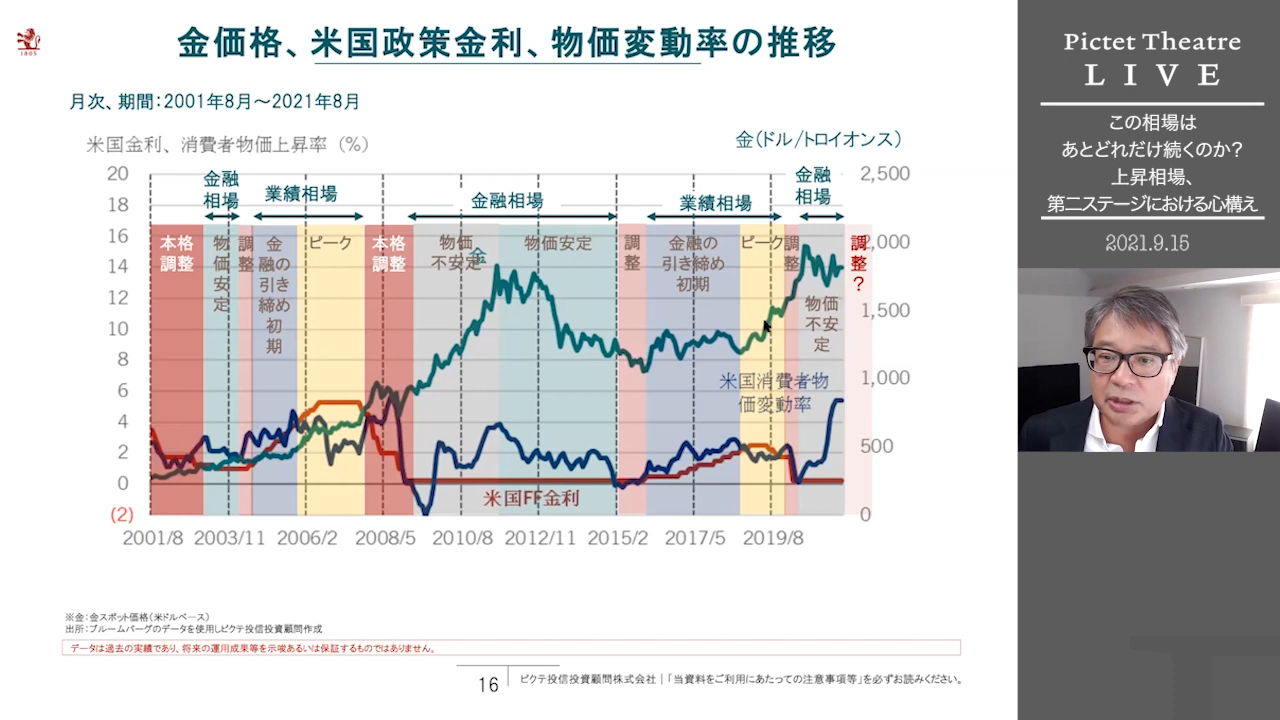 1805
金価格、米国政策金利、物価変動率の推移
月次、期間：2001年8月～2021年8月
米国金利、消費者物価上昇率（%）
金（ドル/トロイオンス）
20
18
16
14
12
10
8
6
4
2
0
(2)
2,500
2,000
1,500
1,000
500
0
金融
相場
業績相場
金融相場
業績相場
金融
相場
本格
調整
物
価
安
定
調
整
金
融の
引き
締め
初
期
ピーク
本格
調整
物価
不安定
金
物価安定
調
整
金融の
引き締め
初期
ピーク
調
整
物価
不安
定
調
整
？
米国消費者物
価変動率
米国FF金利
2001/8
2003/11
2006/2
2008/5
2010/8
2012/11
2015/2
2017/5
2019/8
※金：金スポット価格（米ドルベース）
出所：ブルームバーグのデータを使用しピクテ投信投資顧問作成
データは過去の実績であり、将来の運用成果等を示唆あるいは保証するものではありません。
16
ピクテ投信投資顧問株式会社｜「当資料をご利用にあたっての注意事項等」を必ずお読みください。
Pictet Theatre
LIVE
この相場は
あとどれだけ続くのか？
上昇相場、
第二ステージにおける心構え
2021.9.15